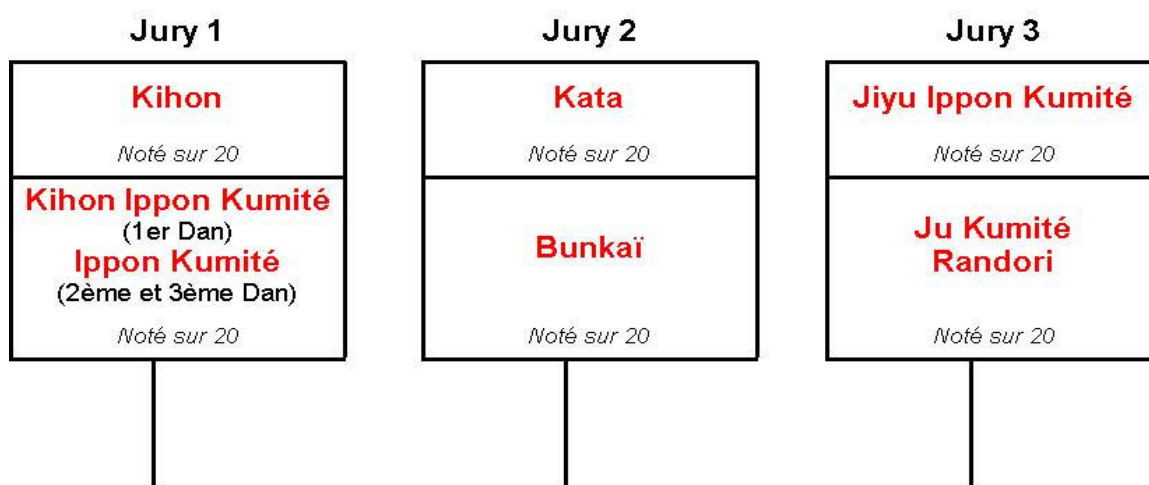 Jury 1
Kihon
Noté sur 20
Kihon Ippon Kumité
(1er Dan)
Ippon Kumité
(2ème et 3ème Dan)
Noté sur 20
Jury 2
Kata
Noté sur 20
Bunkaï
Noté sur 20
Jury 3
Jiyu Ippon Kumité
Noté sur 20
Ju Kumité
Randori
Noté sur 20